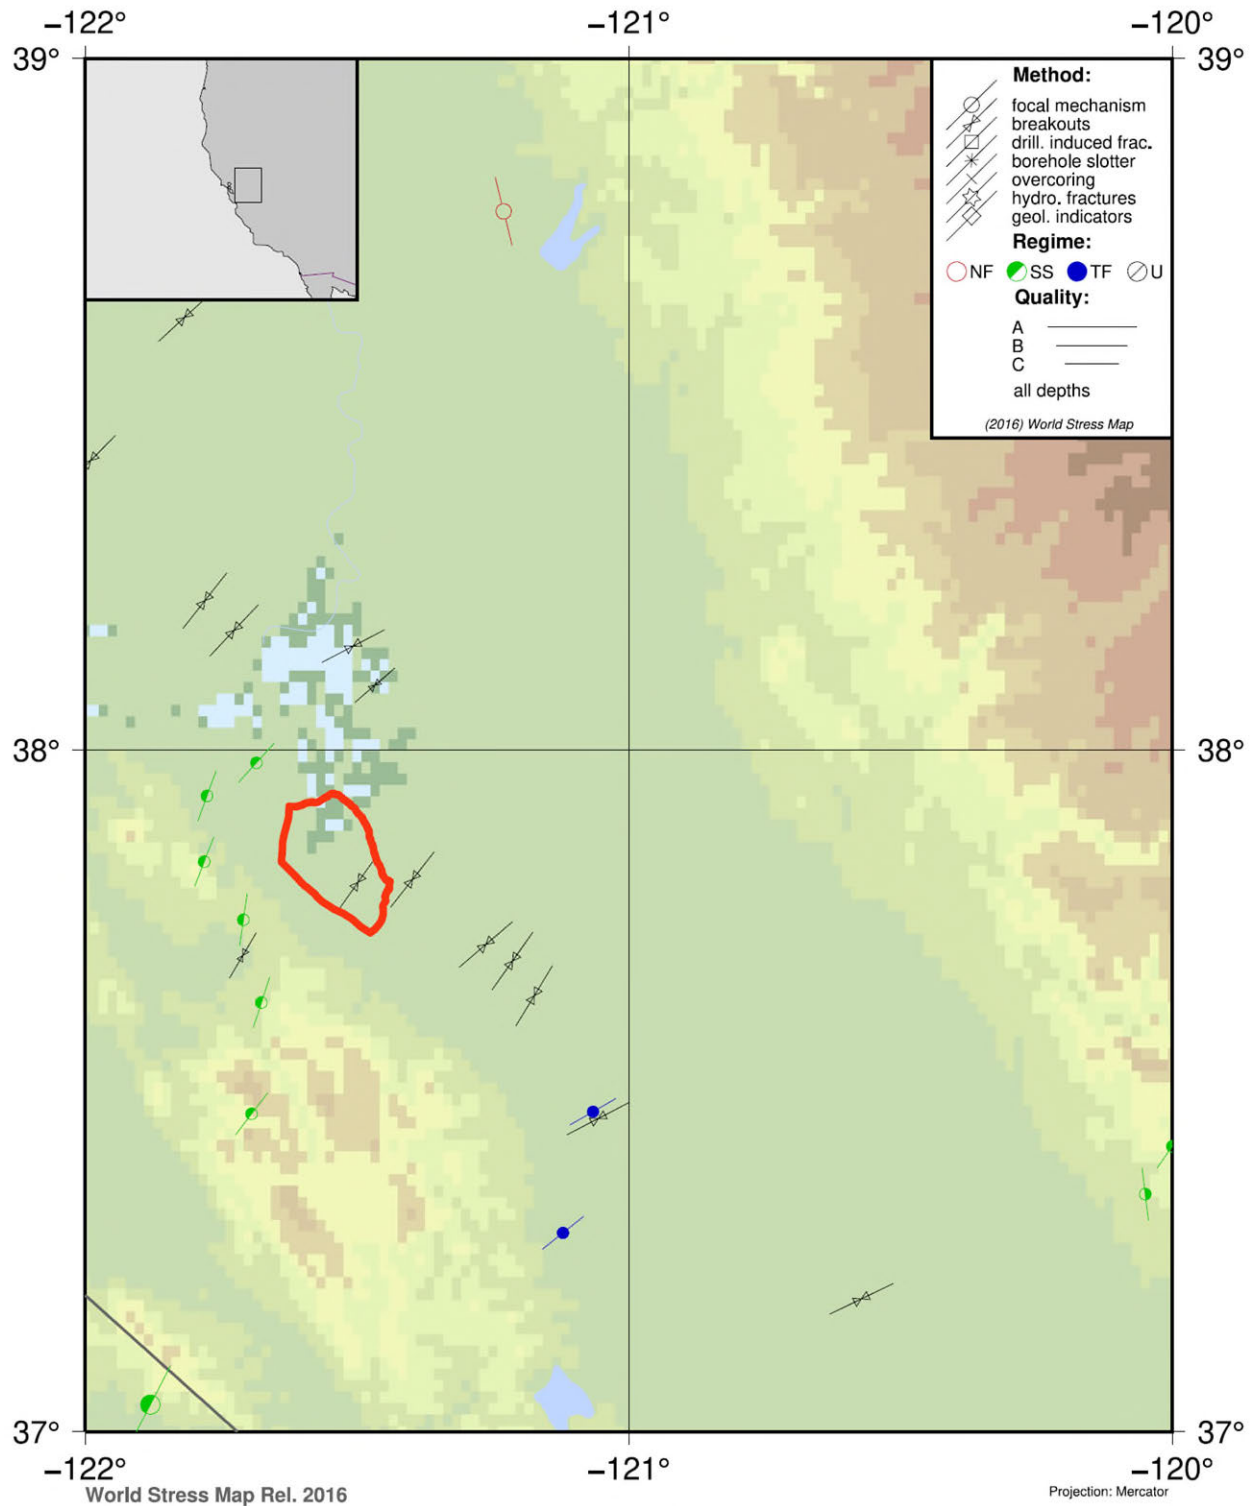 −122° −121° −120°
39° 39°
Method:
focal mechanism
breakouts
drill. induced frac.
borehole slotter
overcoring
hydro. fractures
geol. indicators
Regime:
NF SS TF U
Quality:
A
B
C
all depths
(2016) World Stress Map
38° 38°
37° 37°
−122° −121° −120°
World Stress Map Rel. 2016
Projection: Mercator